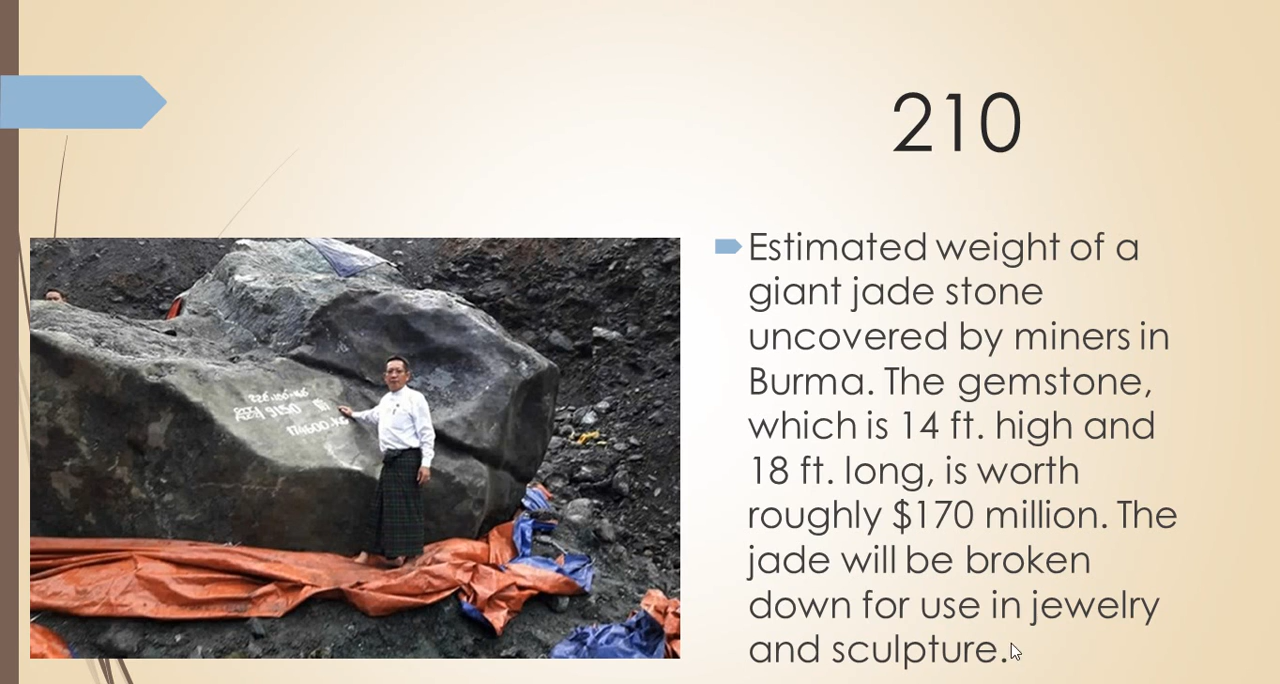 210
Estimated weight of a
giant jade stone
uncovered by miners in
Burma. The gemstone,
which is 14 ft. high and
18 ft. long, is worth
roughly $170 million. The
jade will be broken
down for use in jewelry
and sculpture.
174600.KG